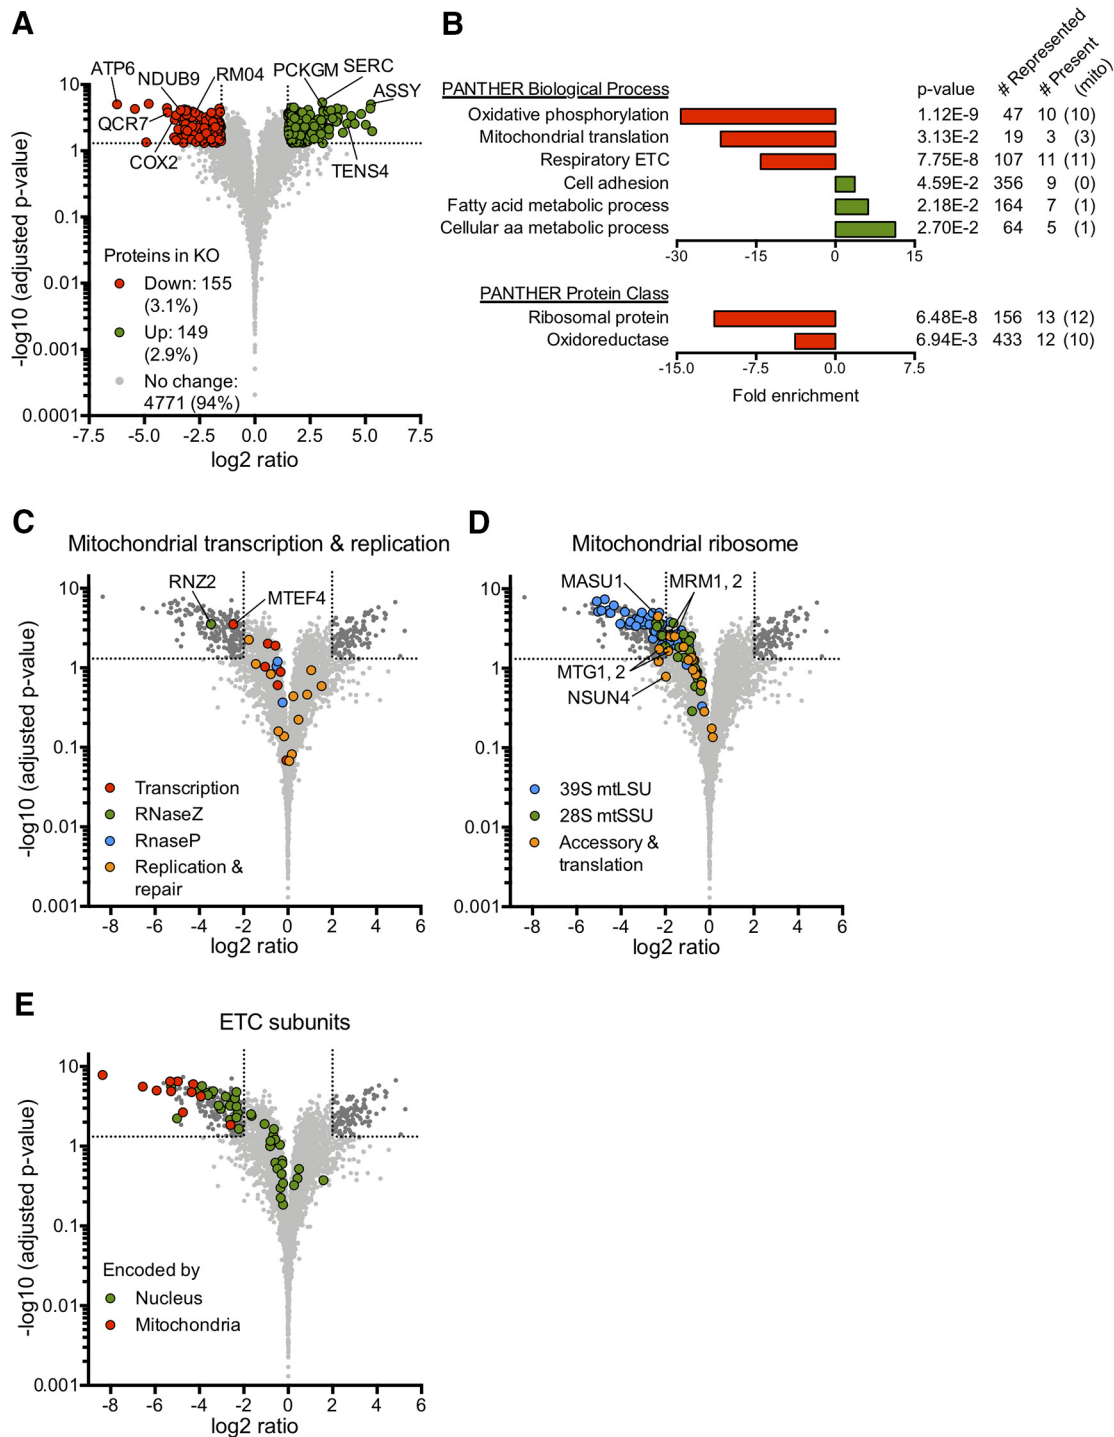 A
ATP6
NDUB9
RM04
PCKGM
SERC
ASSY
QCR7
COX2
TENS4
10
1
0.1
0.01
0.001
0.0001
-log10 (adjusted p-value)
Proteins in KO
Down: 155
(3.1%)
Up: 149
(2.9%)
No change:
4771 (94%)
-7.5 -5.0 -2.5 0.0 2.5 5.0 7.5
log2 ratio
B
p-value # Represented # Present (mito)
PANTHER Biological Process
Oxidative phosphorylation 1.12E-9 47 10 (10)
Mitochondrial translation 3.13E-2 19 3 (3)
Respiratory ETC 7.75E-8 107 11 (11)
Cell adhesion 4.59E-2 356 9 (0)
Fatty acid metabolic process 2.18E-2 164 7 (1)
Cellular aa metabolic process 2.70E-2 64 5 (1)
-30 -15 0 15
PANTHER Protein Class
Ribosomal protein 6.48E-8 156 13 (12)
Oxidoreductase 6.94E-3 433 12 (10)
-15.0 -7.5 0.0 7.5
Fold enrichment
C
Mitochondrial transcription & replication
RNZ2
MTEF4
10
1
0.1
0.01
0.001
-log10 (adjusted p-value)
Transcription
RNaseZ
RnaseP
Replication &
repair
-8 -6 -4 -2 0 2 4 6
log2 ratio
D
Mitochondrial ribosome
MASU1
MRM1, 2
MTG1, 2
NSUN4
10
1
0.1
0.01
0.001
39S mtLSU
28S mtSSU
Accessory &
translation
-8 -6 -4 -2 0 2 4 6
log2 ratio
E
ETC subunits
10
1
0.1
0.01
0.001
-log10 (adjusted p-value)
Encoded by
Nucleus
Mitochondria
-8 -6 -4 -2 0 2 4 6
log2 ratio